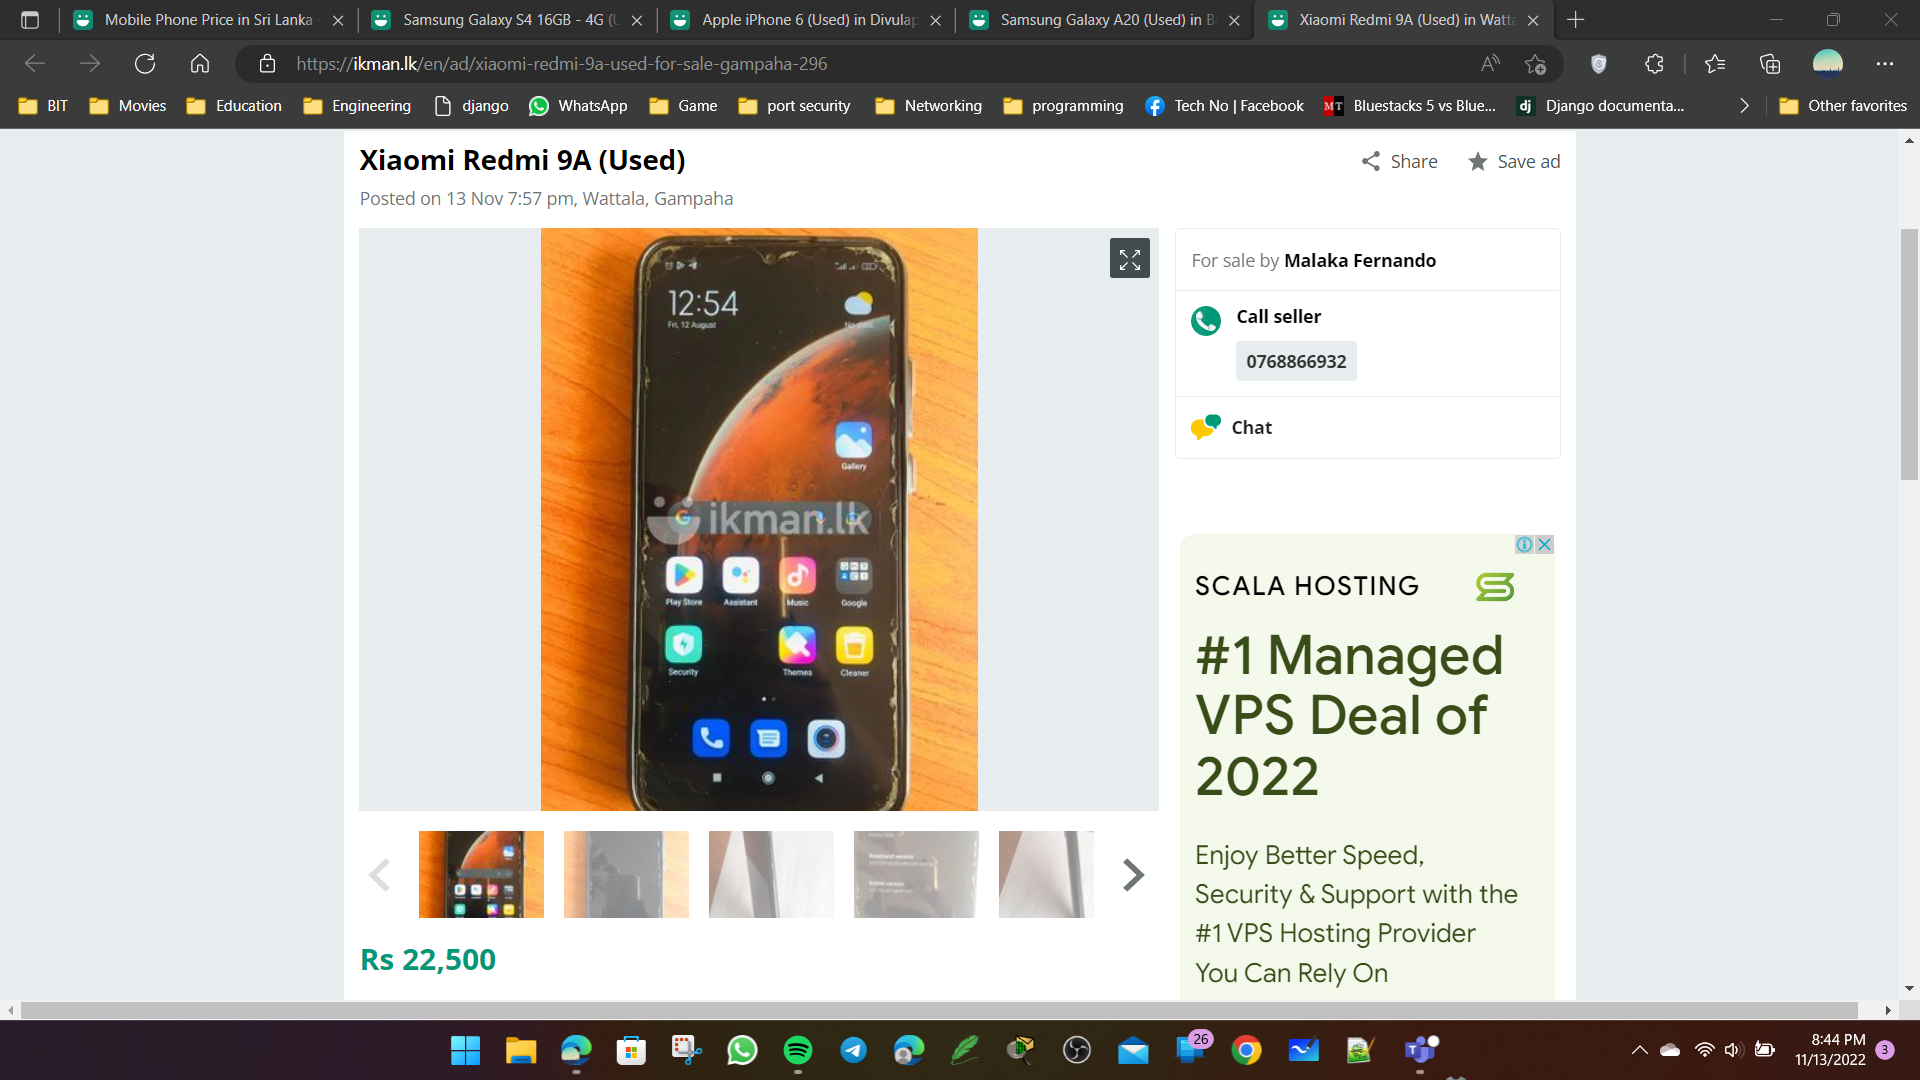 Mobile Phone Price in Sri Lanka
Samsung Galaxy S4 16GB - 4G (U
Apple iPhone 6 (Used) in Divulap
Samsung Galaxy A20 (Used) in B
Xiaomi Redmi 9A (Used) in Watta
https://ikman.lk/en/ad/xiaomi-redmi-9a-used-for-sale-gampaha-296
BIT
Movies
Education
Engineering
django
WhatsApp
Game
port security
Networking
programming
Tech No | Facebook
MT
Bluestacks 5 vs Blue...
dj
Django documenta...
Other favorites
Xiaomi Redmi 9A (Used)
Share
Save ad
Posted on 13 Nov 7:57 pm, Wattala, Gampaha
12:54
Fri, 12 August
Gallery
ikman.lk
Play Store
Assistant
Music
Google
Security
Themes
Cleaner
For sale by Malaka Fernando
Call seller
0768866932
Chat
SCALA HOSTING
#1 Managed
VPS Deal of
2022
Enjoy Better Speed,
Security & Support with the
#1 VPS Hosting Provider
You Can Rely On
Baseband version
Kernel version
Rs 22,500
26
8:44 PM
11/13/2022
3